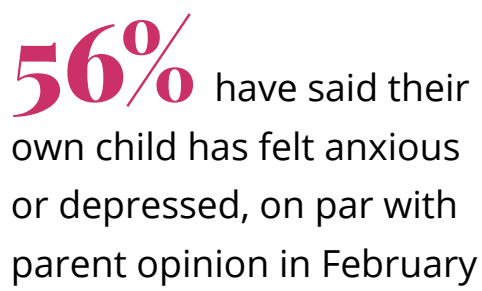 56% have said their
own child has felt anxious
or depressed, on par with
parent opinion in February